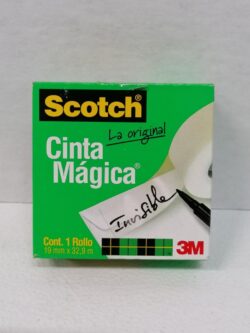 Scotch®
La original
Cinta
Mágica®
Invisible
Cont. 1 Rollo
19 mm x 32,9 m
3M